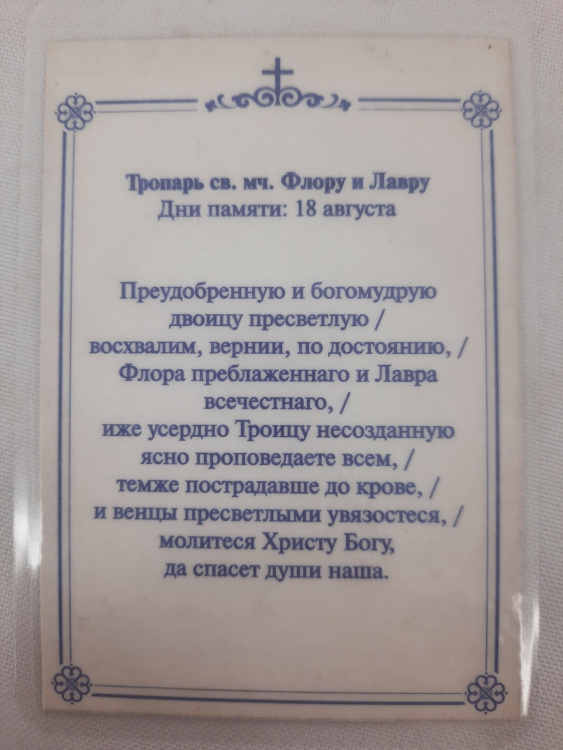 Тропарь св. мч. Флору и Лавру
Дни памяти: 18 августа
Преудобренную и богомудрую
двоицу пресветлую /
восхвалим, вернии, по достоянию, /
Флора преблаженнаго и Лавра
всечестнаго, /
иже усердно Троицу несозданную
ясно проповедаете всем, /
темже пострадавше до крове, /
и венцы пресветлыми увязостеся, /
молитеся Христу Богу,
да спасет души наша.